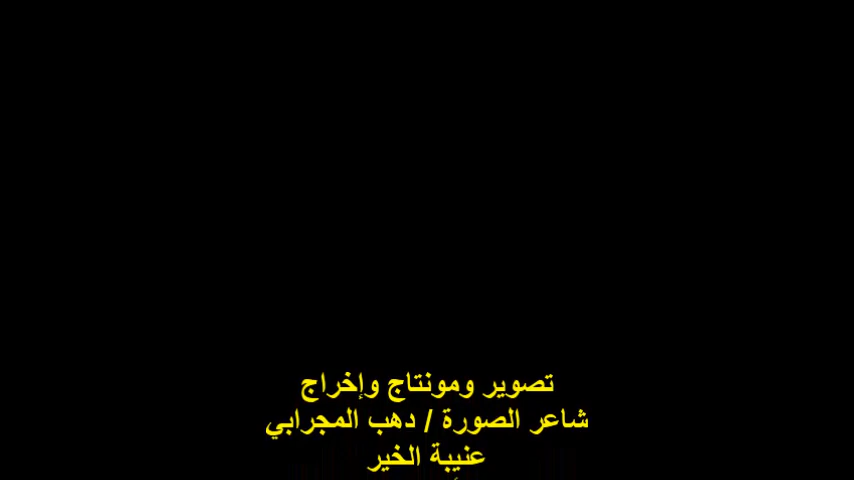 تصوير ومونتاج وإخراج
شاعر الصورة / دهب المجرابي
عنيبة الخير